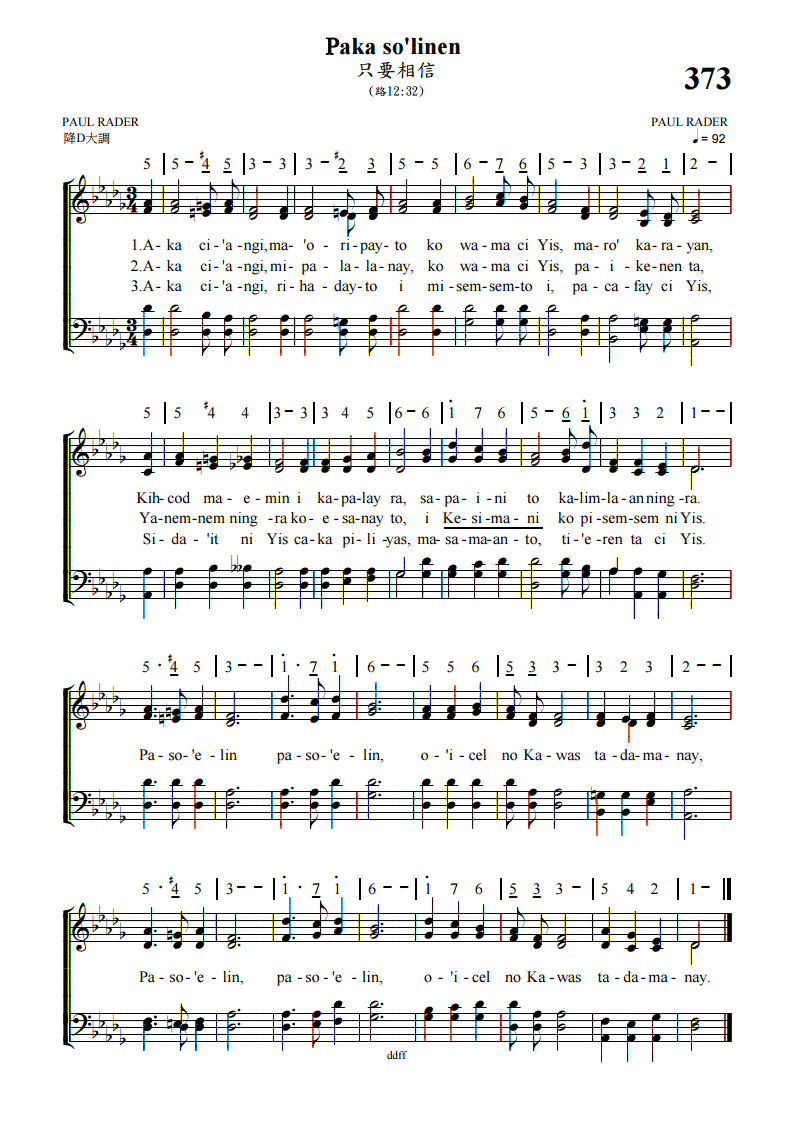 Paka so'linen
只要相信
373
(路12:32)
PAUL RADER PAUL RADER
降D大調 ♩= 92
5 | 5 - #4 5 | 3 - 3 | 3 - #2 3 | 5 - 5 | 6 - 7 6 | 5 - 3 | 3 - 2 1 | 2 - |
1.A- ka ci-'a-ngi,ma-'o-ri-pay-to ko wa-ma ci Yis, ma-ro' ka-ra-yan,
2.A- ka ci-'a-ngi,mi-pa-la-la-nay, ko wa-ma ci Yis, pa-i-ke-nen ta,
3.A- ka ci-'a-ngi, ri-ha-day-to i mi-sem-sem-to i, pa-ca-fay ci Yis,
5 | 5 #4 4 | 3 - 3 | 3 4 5 | 6 - 6 | 1 7 6 | 5 - 6 1 | 3 3 2 | 1 - - |
Kih-cod ma-e-min i ka-pa-lay ra, sa-pa-i-ni to ka-lim-la-an ning-ra.
Ya-nem-nem ning-ra ko-e-sa-nay to, i Ke-si-ma-ni ko pi-sem-sem ni Yis.
Si-da-'it ni Yis ca ka pi-li-yas, ma-sa-ma-an-to, ti-'e-ren ta ci Yis.
5· #4 5 | 3 - - | 1· 7 1 | 6 - - | 5 5 6 | 5 3 3 - | 3 2 3 | 2 - - |
Pa-so-'e-lin pa-so-'e-lin, o-'i-cel no Ka-was ta-da-ma-nay,
5· #4 5 | 3 - - | 1· 7 1 | 6 - - | 1 7 6 | 5 3 3 - | 5 4 2 | 1 -
Pa-so-'e-lin, pa-so-'e-lin, o-'i-cel no Ka-was ta-da-ma-nay.
ddff